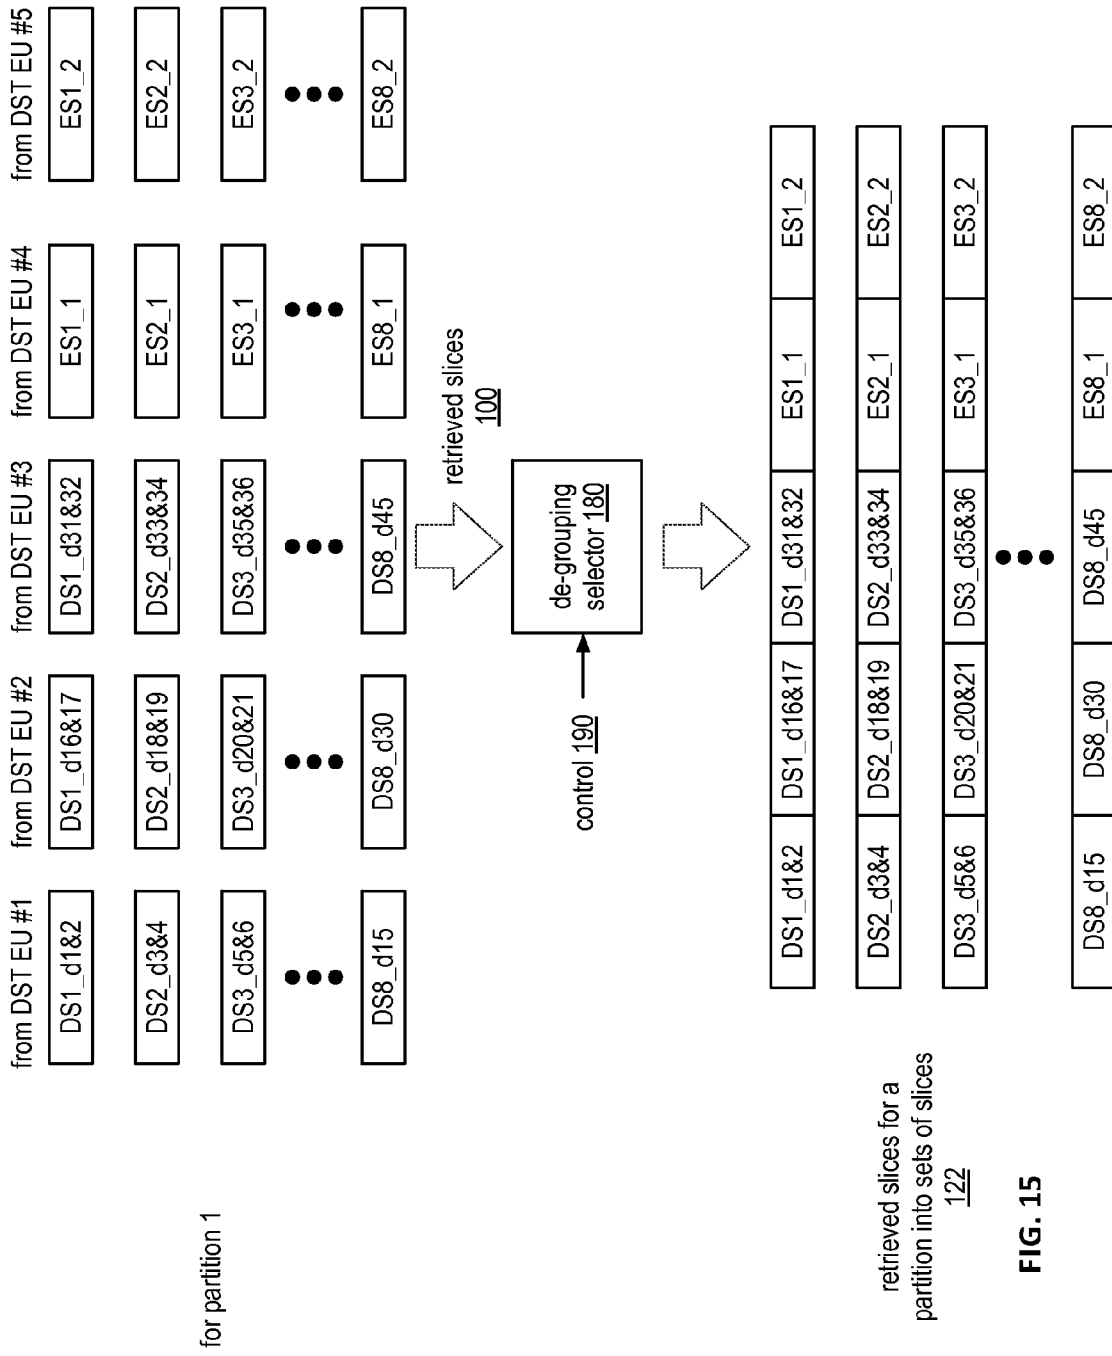 from DST EU #1
from DST EU #2
from DST EU #3
from DST EU #4
from DST EU #5
DS1_d1&2
DS1_d16&17
DS1_d31&32
ES1_1
ES1_2
DS2_d3&4
DS2_d18&19
DS2_d33&34
ES2_1
ES2_2
DS3_d5&6
DS3_d20&21
DS3_d35&36
ES3_1
ES3_2
DS8_d15
DS8_d30
DS8_d45
ES8_1
ES8_2
for partition 1
retrieved slices
100
control 190
de-grouping
selector 180
DS1_d1&2
DS1_d16&17
DS1_d31&32
ES1_1
ES1_2
DS2_d3&4
DS2_d18&19
DS2_d33&34
ES2_1
ES2_2
DS3_d5&6
DS3_d20&21
DS3_d35&36
ES3_1
ES3_2
DS8_d15
DS8_d30
DS8_d45
ES8_1
ES8_2
retrieved slices for a
partition into sets of slices
122
FIG. 15